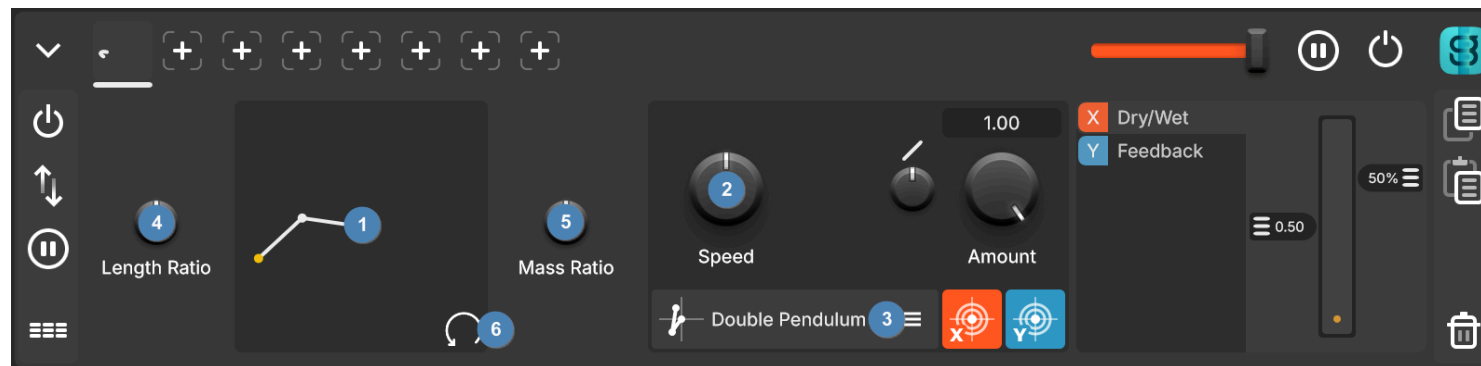 1.00
X Dry/Wet
Y Feedback
50%
0.50
4
1
5
2
Length Ratio
Mass Ratio
Speed
Amount
6
Double Pendulum
3
X
Y